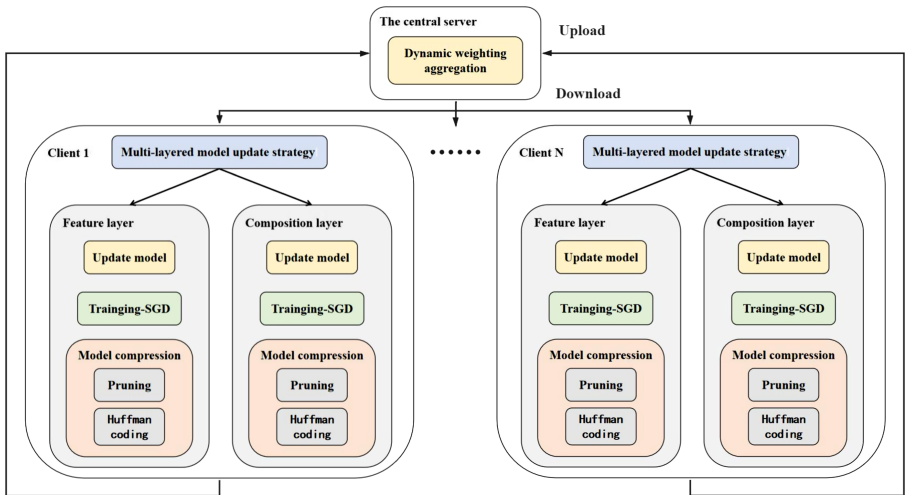 The central server
Upload
Dynamic weighting
aggregation
Download
Client 1
Multi-layered model update strategy
••••••
Client N
Multi-layered model update strategy
Feature layer
Composition layer
Feature layer
Composition layer
Update model
Update model
Update model
Update model
Trainging-SGD
Trainging-SGD
Trainging-SGD
Trainging-SGD
Model compression
Model compression
Model compression
Model compression
Pruning
Pruning
Pruning
Pruning
Huffman
coding
Huffman
coding
Huffman
coding
Huffman
coding